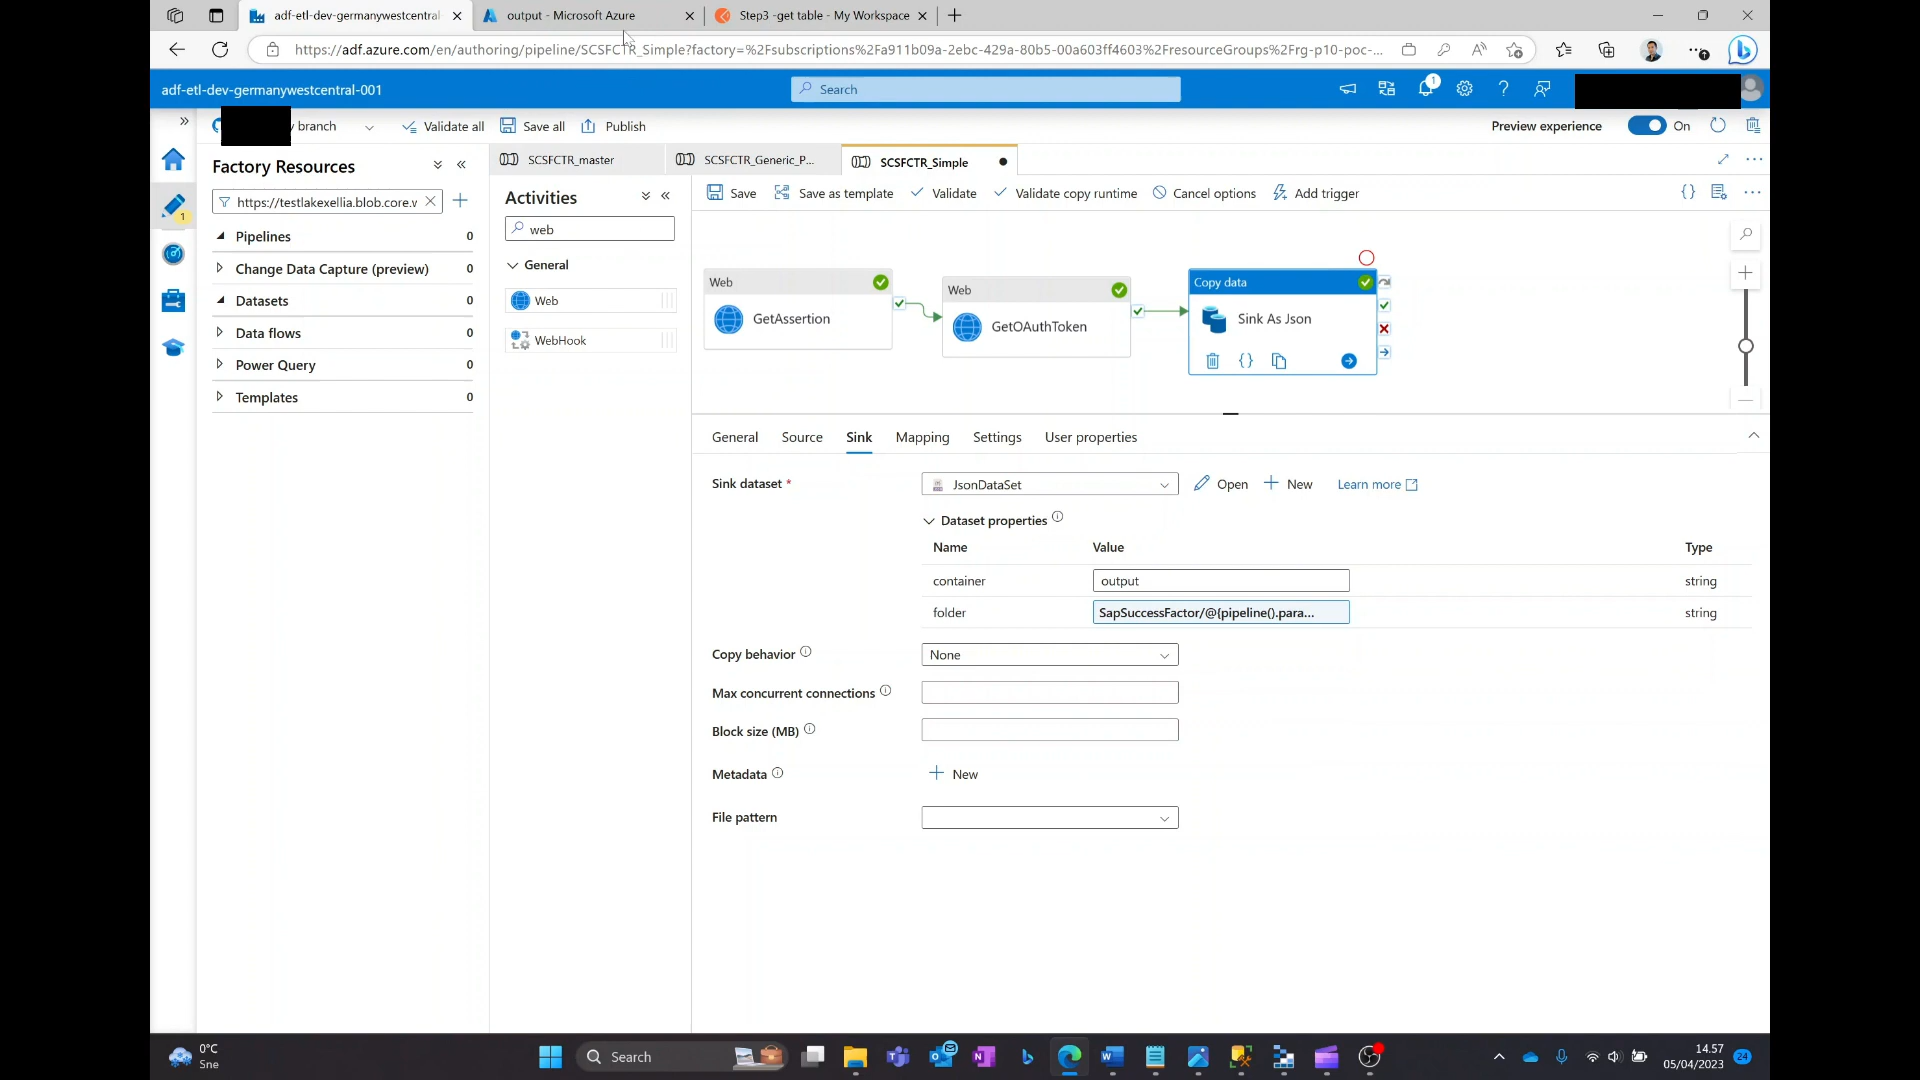 adf-etl-dev-germanywestcentral
output - Microsoft Azure
Step3 -get table - My Workspace
https://adf.azure.com/en/authoring/pipeline/SCSFCTR_Simple?factory=%2Fsubscriptions%2Fa911b09a-2ebc-429a-80b5-00a603ff4603%2FresourceGroups%2Frg-p10-poc-...
adf-etl-dev-germanywestcentral-001
Search
1
branch
Validate all
Save all
Publish
Preview experience
On
Factory Resources
SCSFCTR_master
SCSFCTR_Generic_P...
SCSFCTR_Simple
https://testlakexellia.blob.core.w
1
Pipelines 0
Change Data Capture (preview) 0
Datasets 0
Data flows 0
Power Query 0
Templates 0
Activities
web
General
Web
WebHook
Save
Save as template
Validate
Validate copy runtime
Cancel options
Add trigger
Web
GetAssertion
Web
GetOAuthToken
Copy data
Sink As Json
General
Source
Sink
Mapping
Settings
User properties
Sink dataset *
JsonDataSet
Open
New
Learn more
Dataset properties
Name Value Type
container output string
folder SapSuccessFactor/@{pipeline().para... string
Copy behavior
None
Max concurrent connections
Block size (MB)
Metadata
New
File pattern
0°C
Sne
Search
14.57
05/04/2023
24